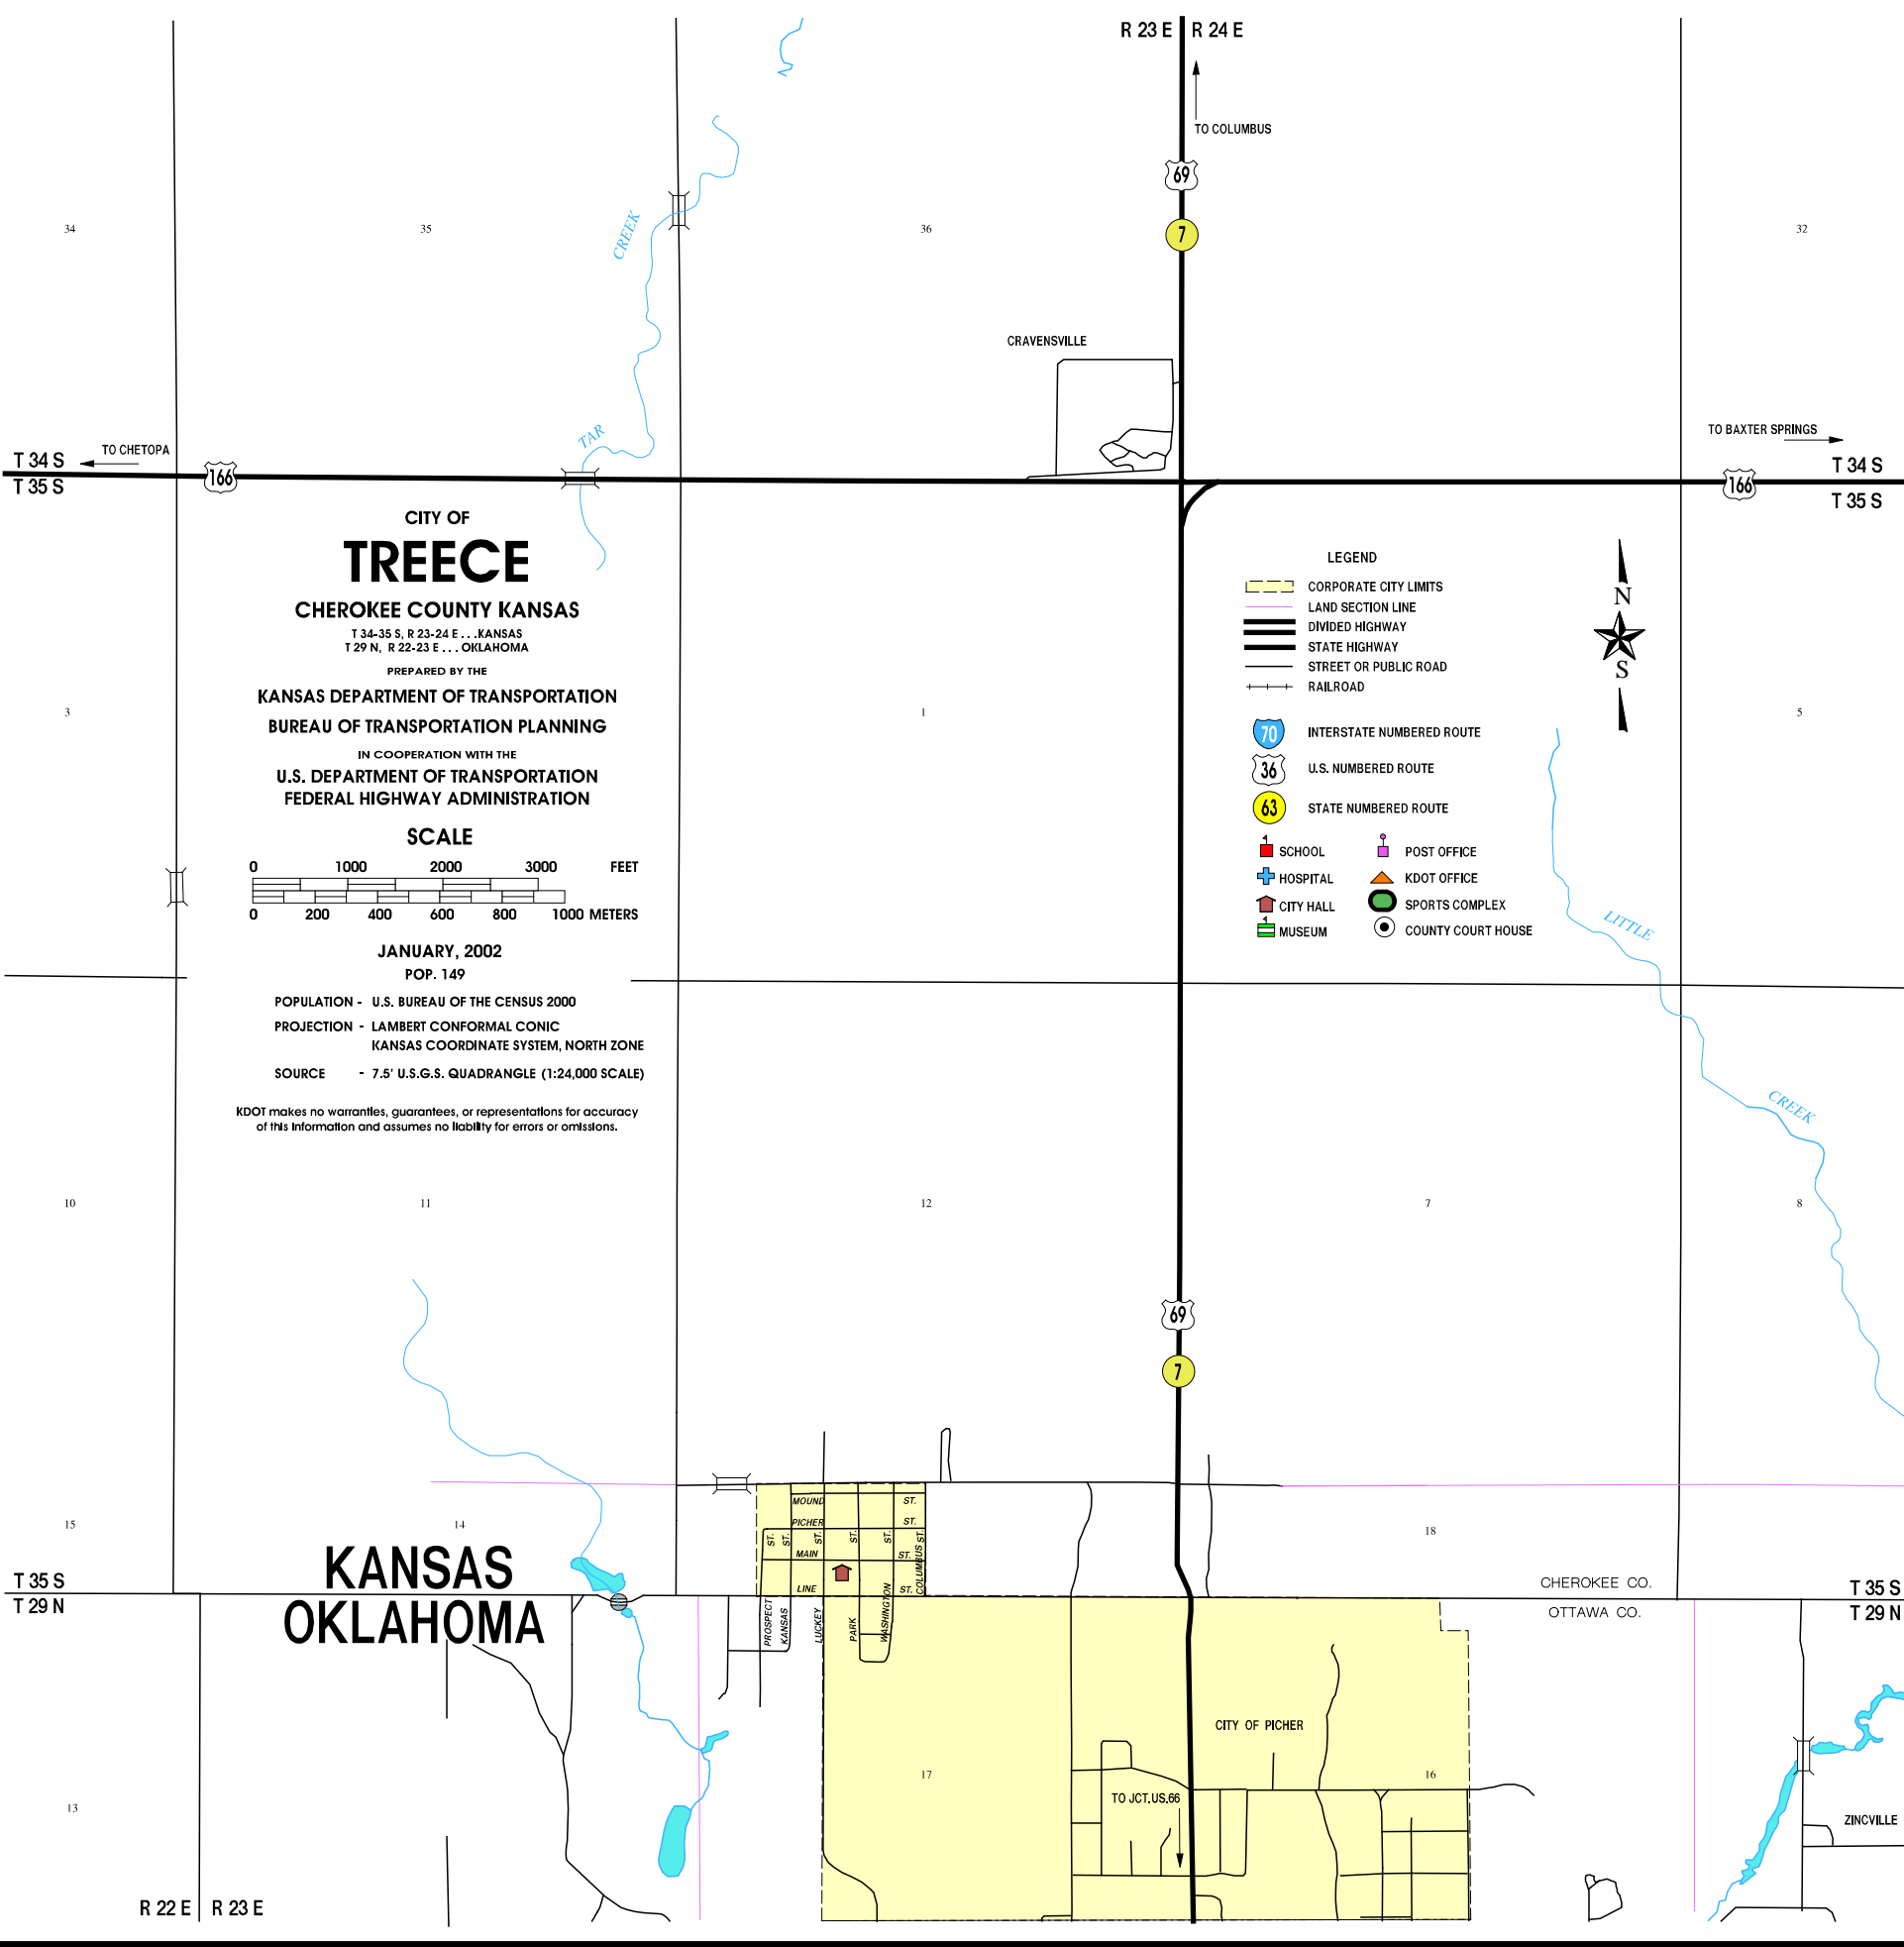 R 23 E R 24 E
TO COLUMBUS
69
7
34
35
36
32
CREEK
TAR
CRAVENSVILLE
TO CHETOPA
TO BAXTER SPRINGS
T 34 S
T 35 S
166
166
T 34 S
T 35 S
CITY OF
TREECE
CHEROKEE COUNTY KANSAS
T 34-35 S, R 23-24 E . . . KANSAS
T 29 N, R 22-23 E . . . OKLAHOMA
PREPARED BY THE
KANSAS DEPARTMENT OF TRANSPORTATION
BUREAU OF TRANSPORTATION PLANNING
IN COOPERATION WITH THE
U.S. DEPARTMENT OF TRANSPORTATION
FEDERAL HIGHWAY ADMINISTRATION
SCALE
0 1000 2000 3000 FEET
0 200 400 600 800 1000 METERS
JANUARY, 2002
POP. 149
POPULATION - U.S. BUREAU OF THE CENSUS 2000
PROJECTION - LAMBERT CONFORMAL CONIC
KANSAS COORDINATE SYSTEM, NORTH ZONE
SOURCE - 7.5' U.S.G.S. QUADRANGLE (1:24,000 SCALE)
KDOT makes no warranties, guarantees, or representations for accuracy
of this information and assumes no liability for errors or omissions.
LEGEND
CORPORATE CITY LIMITS
LAND SECTION LINE
DIVIDED HIGHWAY
STATE HIGHWAY
STREET OR PUBLIC ROAD
RAILROAD
70 INTERSTATE NUMBERED ROUTE
36 U.S. NUMBERED ROUTE
63 STATE NUMBERED ROUTE
SCHOOL POST OFFICE
HOSPITAL KDOT OFFICE
CITY HALL SPORTS COMPLEX
MUSEUM COUNTY COURT HOUSE
N
S
3
1
5
LITTLE
CREEK
10
11
12
7
8
69
7
15
14
18
MOUND ST.
PICHER ST.
MAIN ST.
LINE ST.
ST.
ST.
ST.
ST.
ST.
COLUMBUS ST.
PROSPECT
KANSAS
LUCKEY
PARK
WASHINGTON
KANSAS
OKLAHOMA
T 35 S
T 29 N
CHEROKEE CO.
OTTAWA CO.
T 35 S
T 29 N
CITY OF PICHER
17
16
13
TO JCT. US. 66
ZINCVILLE
R 22 E R 23 E